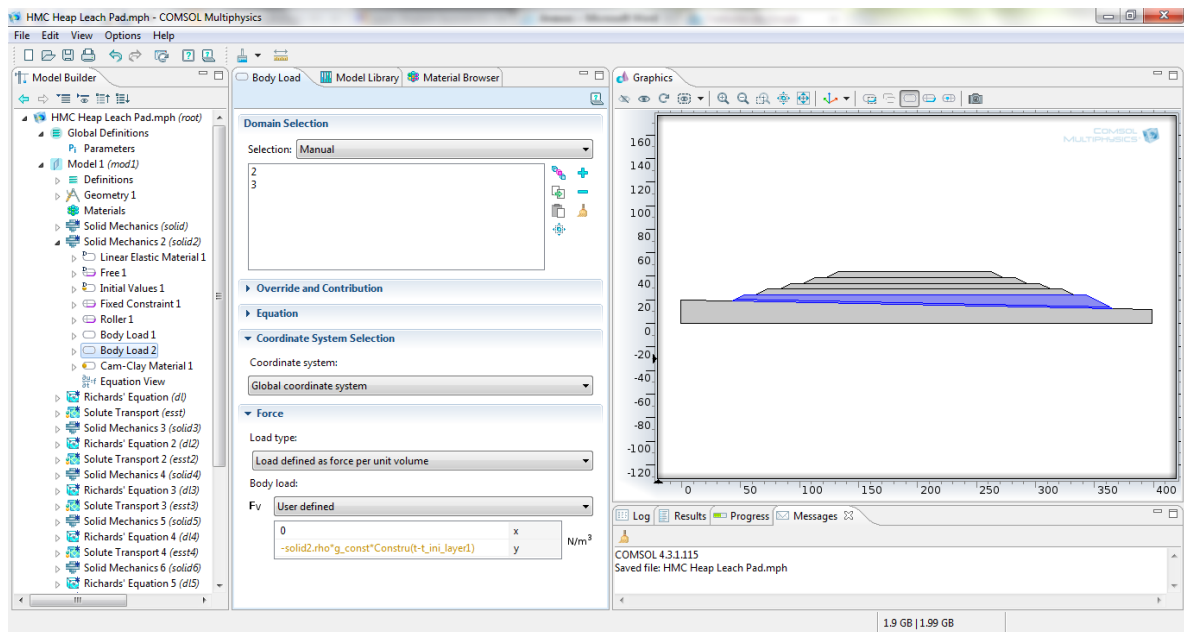 HMC Heap Leach Pad.mph - COMSOL Multiphysics
File Edit View Options Help
Model Builder
HMC Heap Leach Pad.mph (root)
Global Definitions
Pi Parameters
Model 1 (mod1)
Definitions
Geometry 1
Materials
Solid Mechanics (solid)
Solid Mechanics 2 (solid2)
Linear Elastic Material 1
Free 1
Initial Values 1
Fixed Constraint 1
Roller 1
Body Load 1
Body Load 2
Cam-Clay Material 1
Equation View
Richards' Equation (dl)
Solute Transport (esst)
Solid Mechanics 3 (solid3)
Richards' Equation 2 (dl2)
Solute Transport 2 (esst2)
Solid Mechanics 4 (solid4)
Richards' Equation 3 (dl3)
Solute Transport 3 (esst3)
Solid Mechanics 5 (solid5)
Richards' Equation 4 (dl4)
Solute Transport 4 (esst4)
Solid Mechanics 6 (solid6)
Richards' Equation 5 (dl5)
Body Load Model Library Material Browser
Domain Selection
Selection: Manual
2
3
Override and Contribution
Equation
Coordinate System Selection
Coordinate system:
Global coordinate system
Force
Load type:
Load defined as force per unit volume
Body load:
Fv User defined
0 x
-solid2.rho*g_const*Constru(t-t_ini_layer1) y
N/m³
Graphics
COMSOL
MULTIPHYSICS
160
140
120
100
80
60
40
20
0
-20
-40
-60
-80
-100
-120
0 50 100 150 200 250 300 350 400
Log Results Progress Messages
COMSOL 4.3.1.115
Saved file: HMC Heap Leach Pad.mph
1.9 GB | 1.99 GB